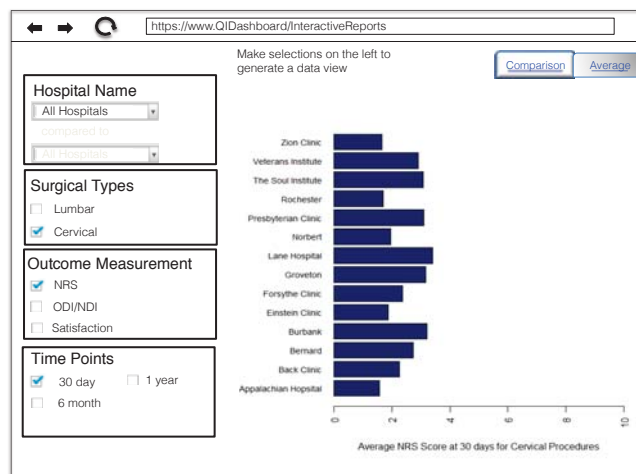 https://www.QIDashboard/InteractiveReports
Make selections on the left to
generate a data view
Comparison
Average
Hospital Name
All Hospitals
compared to
All Hospitals
Surgical Types
Lumbar
Cervical
Outcome Measurement
NRS
ODI/NDI
Satisfaction
Time Points
30 day
1 year
6 month
Zion Clinic
Veterans Institute
The Soul Institute
Rochester
Presbyterian Clinic
Norbert
Lane Hospital
Groveton
Forsythe Clinic
Einstein Clinic
Burbank
Bernard
Back Clinic
Appalachian Hopsital
0 2 4 6 8 10
Average NRS Score at 30 days for Cervical Procedures